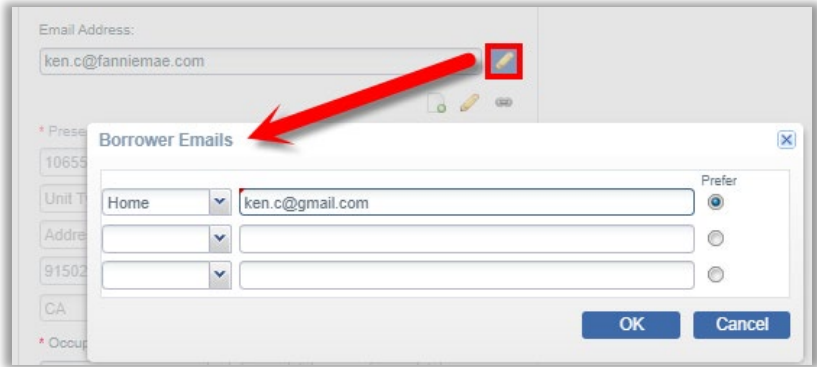 Email Address:
ken.c@fanniemae.com
* Prese
Borrower Emails
10655
Prefer
Unit T
Home
ken.c@gmail.com
Addre
91502
CA
OK
Cancel
* Occup